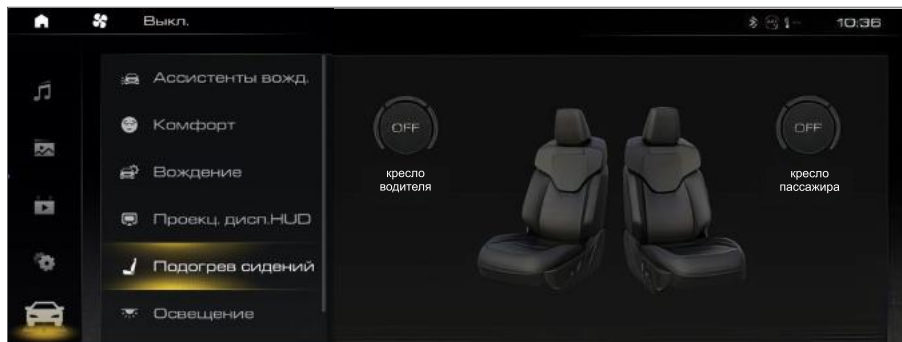 Выкл.
10:36
Ассистенты вожд.
Комфорт
Вождение
Проекц. дисп.HUD
Подогрев сидений
Освещение
OFF
кресло
водителя
OFF
кресло
пассажира